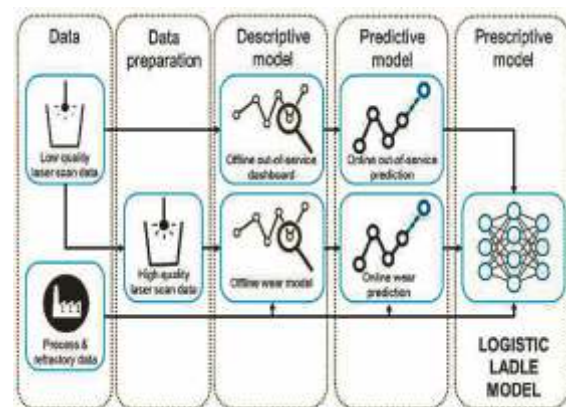 Data
Data
preparation
Descriptive
model
Predictive
model
Prescriptive
model
Low quality
laser scan data
Offline out-of-service
dashboard
Online out-of-service
prediction
High quality
laser scan data
Offline wear model
Online wear
prediction
Process &
refractory data
LOGISTIC
LADLE
MODEL